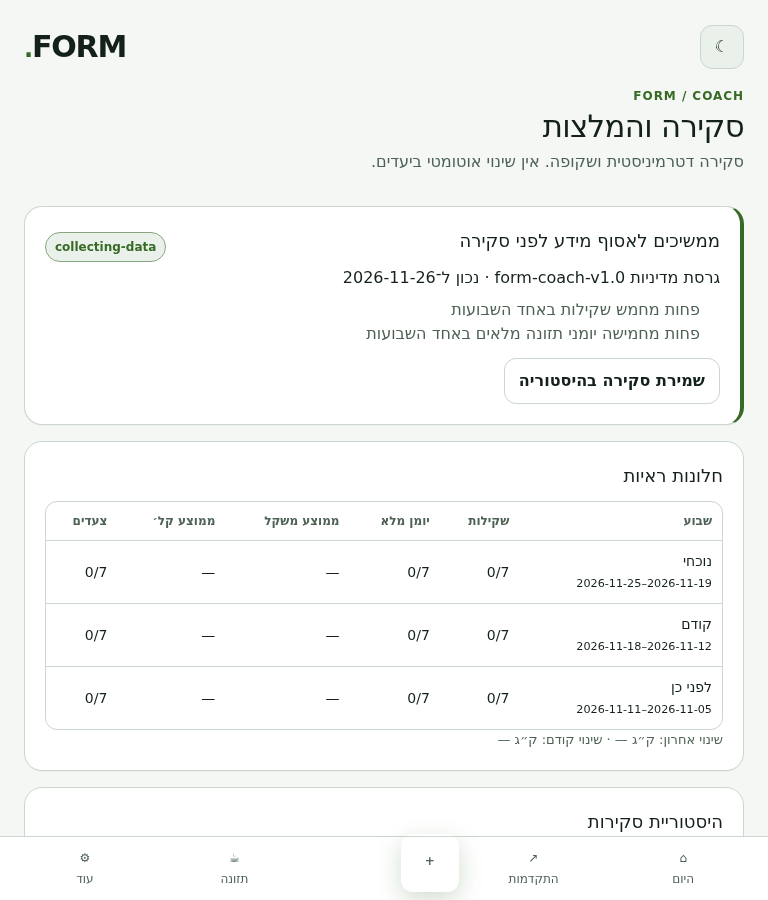 FORM.
FORM / COACH
סקירה והמלצות
סקירה דטרמיניסטית ושקופה. אין שינוי אוטומטי ביעדים.
ממשיכים לאסוף מידע לפני סקירה
collecting-data
גרסת מדיניות form-coach-v1.0 · נכון ל־2026-11-26
פחות מחמש שקילות באחד השבועות
פחות מחמישה יומני תזונה מלאים באחד השבועות
שמירת סקירה בהיסטוריה
חלונות ראיות
שבוע שקילות יומן מלא ממוצע משקל ממוצע קל׳ צעדים
נוכחי 0/7 0/7 — — 0/7
2026-11-19–2026-11-25
קודם 0/7 0/7 — — 0/7
2026-11-12–2026-11-18
לפני כן 0/7 0/7 — — 0/7
2026-11-05–2026-11-11
שינוי אחרון: ק״ג — · שינוי קודם: ק״ג —
היסטוריית סקירות
היום התקדמות + תזונה עוד